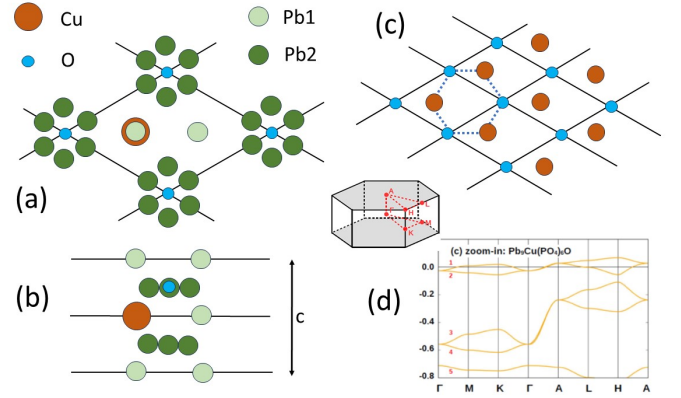 Cu
Pb1
O
Pb2
(a)
(b)
c
(c)
A
L
Γ
H
M
K
(c) zoom-in: Pb₉Cu(PO₄)₆O
0.0
-0.2
-0.4
-0.6
-0.8
1
2
3
4
5
Γ M K Γ A L H A
(d)